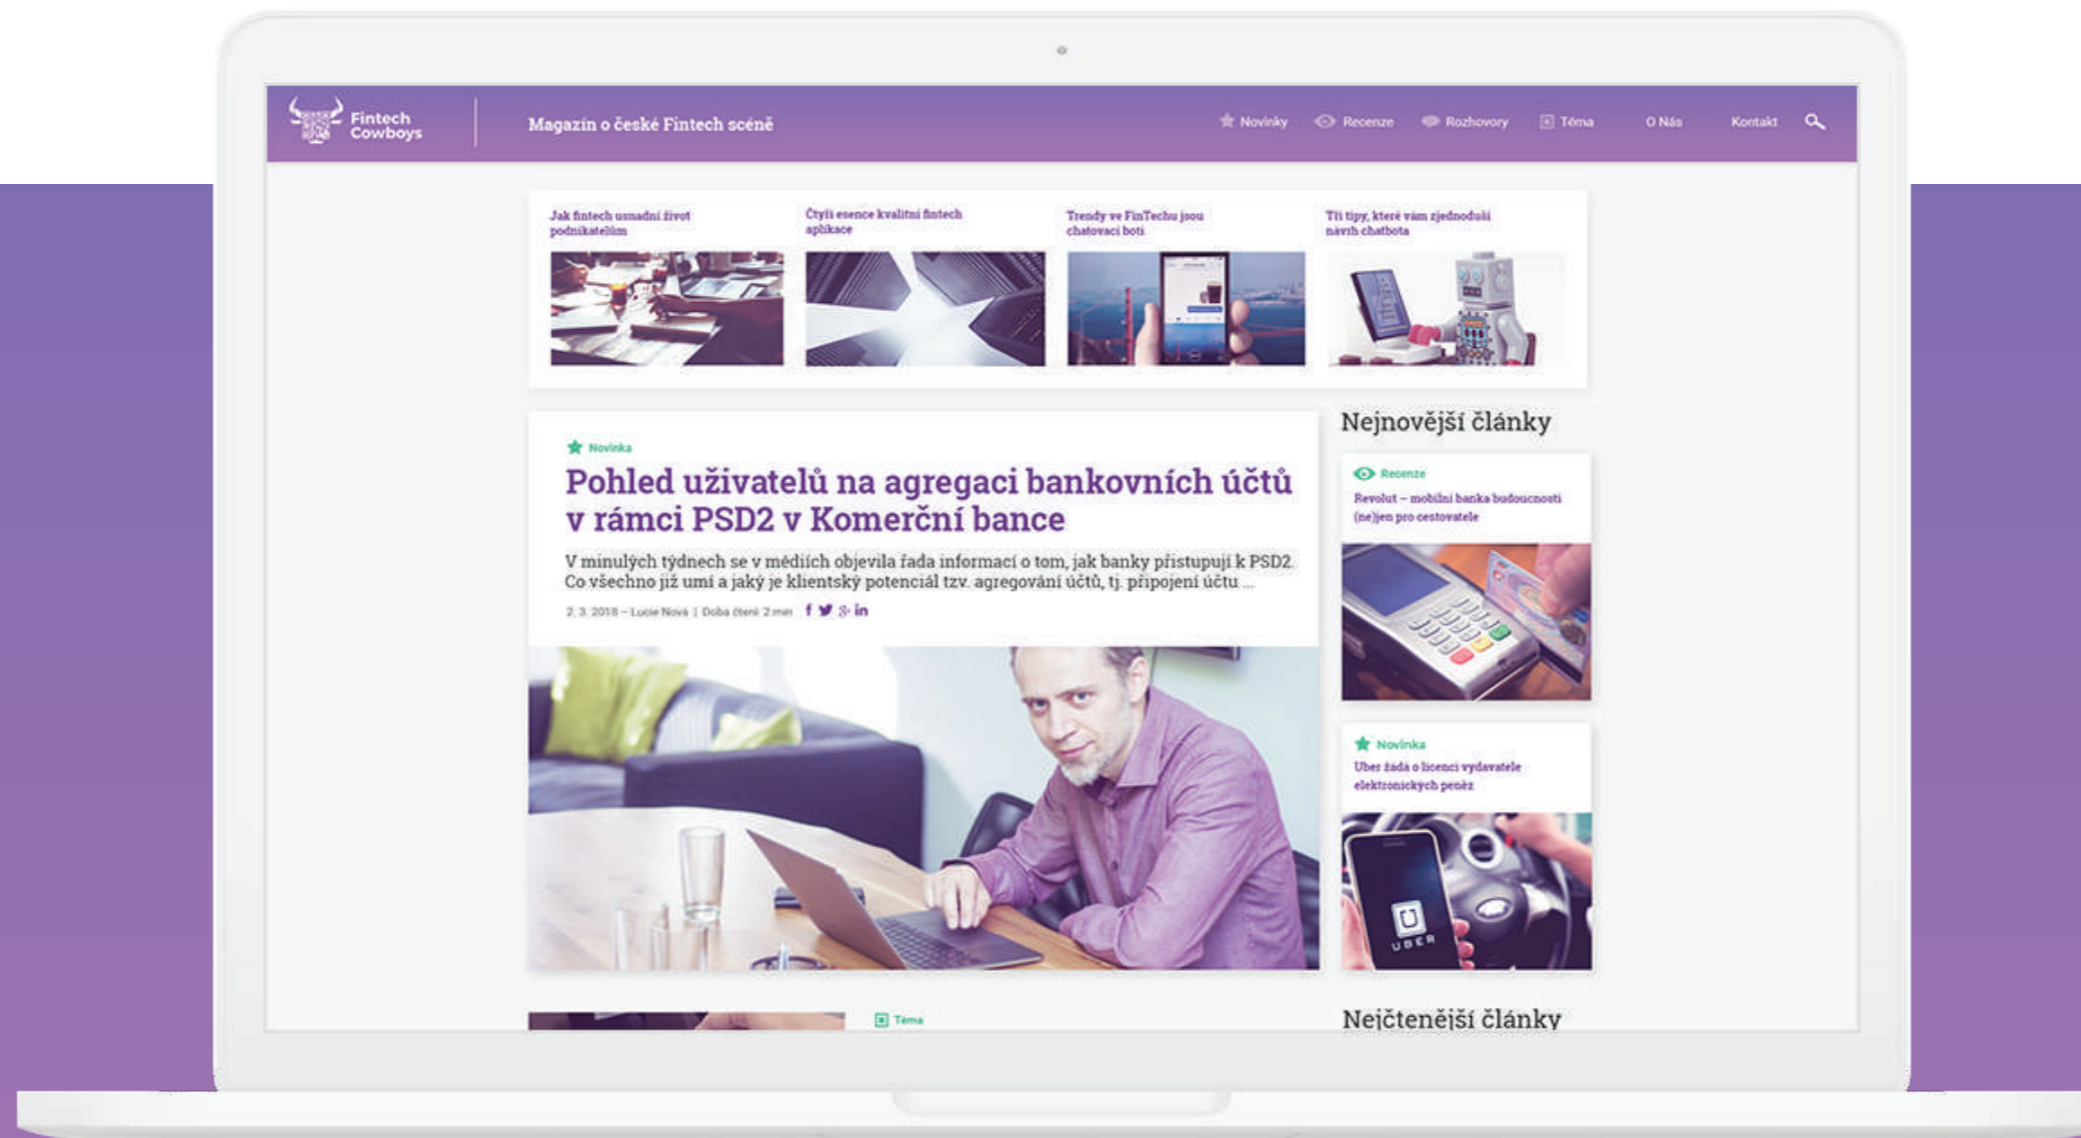 Fintech
Cowboys
Magazín o české Fintech scéně
Novinky
Recenze
Rozhovory
Téma
O Nás
Kontakt
Jak fintech usnadní život
podnikatelům
Čtyři esence kvalitní fintech
aplikace
Trendy ve FinTechu jsou
chatovací boti
Tři tipy, které vám zjednoduší
návrh chatbota
Novinka
Pohled uživatelů na agregaci bankovních účtů
v rámci PSD2 v Komerční bance
V minulých týdnech se v médiích objevila řada informací o tom, jak banky přistupují k PSD2.
Co všechno již umí a jaký je klientský potenciál tzv. agregování účtů, tj. připojení účtu ...
2. 3. 2018 – Lucie Nová | Doba čtení: 2 min
Nejnovější články
Recenze
Revolut – mobilní banka budoucnosti
(ne)jen pro cestovatele
Novinka
Uber žádá o licenci vydavatele
elektronických peněz
UBER
Téma
Nejčtenější články